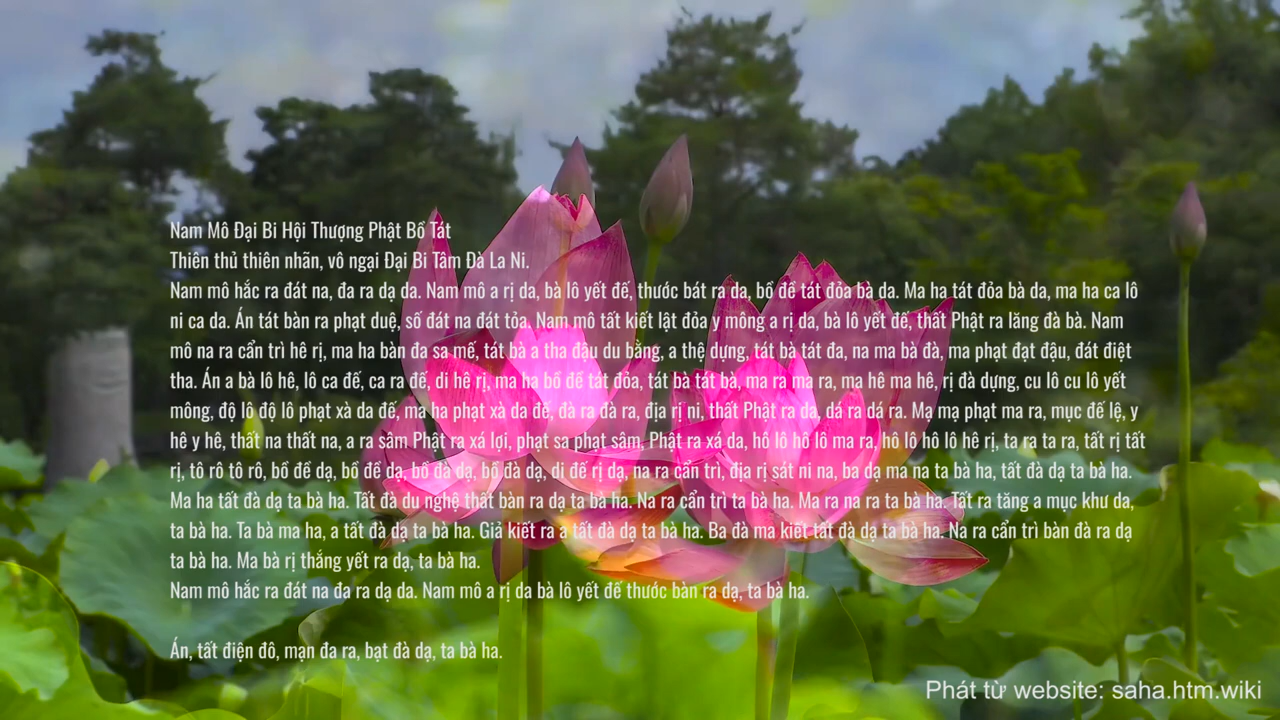 Nam Mô Đại Bi Hội Thượng Phật Bồ Tát
Thiên thủ thiên nhãn, vô ngại Đại Bi Tâm Đà La Ni.
Nam mô hắc ra đát na, đa ra dạ da. Nam mô a rị da, bà lô yết đế, thước bát ra da, bồ đề tát đỏa bà da. Ma ha tát đỏa bà da, ma ha ca lô
ni ca da. Án tát bàn ra phạt duệ, số đát na đát tỏa. Nam mô tất kiết lật đỏa y mông a rị da, bà lô yết đế, thất Phật ra lăng đà bà. Nam
mô na ra cẩn trì hê rị, ma ha bàn đa sa mế, tát bà a tha đậu du bằng, a thệ dựng, tát bà tát đa, na ma bà đà, ma phạt đạt đậu, đát điệt
tha. Án a bà lô hê, lô ca đế, ca ra đế, di hê rị, ma ha bồ đề tát đỏa, tát bà tát bà, ma ra ma ra, ma hê ma hê, rị đà dựng, cu lô cu lô yết
mông, độ lô độ lô phạt xà da đế, ma ha phạt xà da đế, đà ra đà ra, địa rị ni, thất Phật ra da, dá ra dá ra. Mạ mạ phạt ma ra, mục đế lệ, y
hê y hê, thất na thất na, a ra sâm Phật ra xá lợi, phạt sa phạt sâm, Phật ra xá da, hô lô hô lô ma ra, hô lô hô lô hê rị, ta ra ta ra, tất rị tất
rị, tô rô tô rô, bồ đề dạ, bồ đề dạ, bồ đà dạ, bồ đà dạ, di đế rị dạ, na ra cẩn trì, địa rị sát ni na, ba dạ ma na ta bà ha, tất đà dạ ta bà ha.
Ma ha tất đà dạ ta bà ha. Tất đà du nghệ thất bàn ra dạ ta bà ha. Na ra cẩn trì ta bà ha. Ma ra na ra ta bà ha. Tất ra tăng a mục khư da,
ta bà ha. Ta bà ma ha, a tất đà dạ ta bà ha. Giả kiết ra a tất đà dạ ta bà ha. Ba đà ma kiết tất đà dạ ta bà ha. Na ra cẩn trì bàn đà ra dạ
ta bà ha. Ma bà rị thắng yết ra dạ, ta bà ha.
Nam mô hắc ra đát na đa ra dạ da. Nam mô a rị da bà lô yết đế thước bàn ra dạ, ta bà ha.
Án, tất điện đô, mạn đa ra, bạt đà dạ, ta bà ha.
Phát từ website: saha.htm.wiki